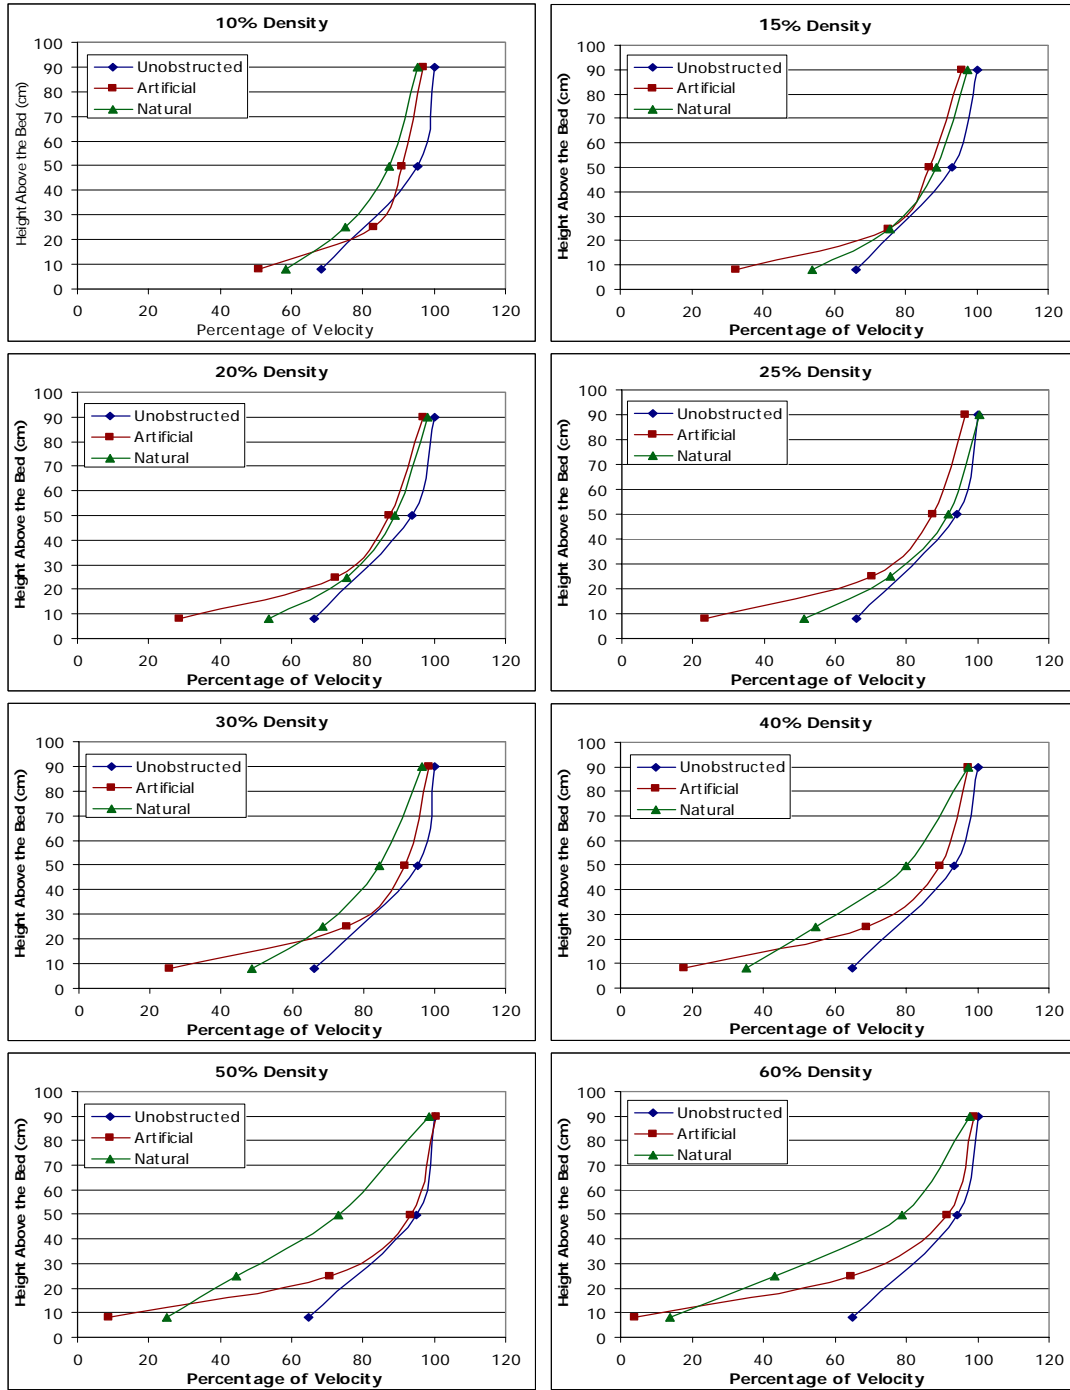 10% Density
100
90
80
70
60
50
40
30
20
10
0
Height Above the Bed (cm)
Unobstructed
Artificial
Natural
0 20 40 60 80 100 120
Percentage of Velocity
15% Density
100
90
80
70
60
50
40
30
20
10
0
Height Above the Bed (cm)
Unobstructed
Artificial
Natural
0 20 40 60 80 100 120
Percentage of Velocity
20% Density
100
90
80
70
60
50
40
30
20
10
0
Height Above the Bed (cm)
Unobstructed
Artificial
Natural
0 20 40 60 80 100 120
Percentage of Velocity
25% Density
100
90
80
70
60
50
40
30
20
10
0
Height Above the Bed (cm)
Unobstructed
Artificial
Natural
0 20 40 60 80 100 120
Percentage of Velocity
30% Density
100
90
80
70
60
50
40
30
20
10
0
Height Above the Bed (cm)
Unobstructed
Artificial
Natural
0 20 40 60 80 100 120
Percentage of Velocity
40% Density
100
90
80
70
60
50
40
30
20
10
0
Height Above the Bed (cm)
Unobstructed
Artificial
Natural
0 20 40 60 80 100 120
Percentage of Velocity
50% Density
100
90
80
70
60
50
40
30
20
10
0
Height Above the Bed (cm)
Unobstructed
Artificial
Natural
0 20 40 60 80 100 120
Percentage of Velocity
60% Density
100
90
80
70
60
50
40
30
20
10
0
Height Above the Bed (cm)
Unobstructed
Artificial
Natural
0 20 40 60 80 100 120
Percentage of Velocity